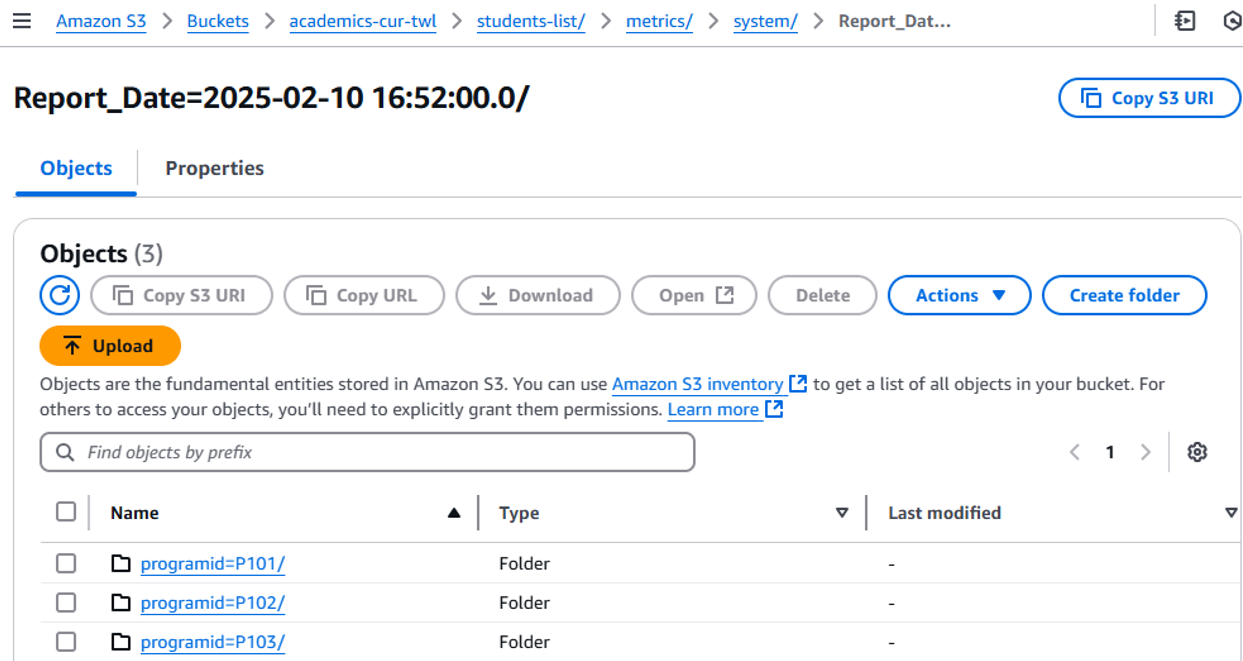 Amazon S3 > Buckets > academics-cur-twl > students-list/ > metrics/ > system/ > Report_Dat...
Report_Date=2025-02-10 16:52:00.0/
Copy S3 URI
Objects Properties
Objects (3)
Copy S3 URI Copy URL Download Open Delete Actions Create folder
Upload
Objects are the fundamental entities stored in Amazon S3. You can use Amazon S3 inventory to get a list of all objects in your bucket. For
others to access your objects, you'll need to explicitly grant them permissions. Learn more
Find objects by prefix
1
Name Type Last modified
programid=P101/ Folder -
programid=P102/ Folder -
programid=P103/ Folder -